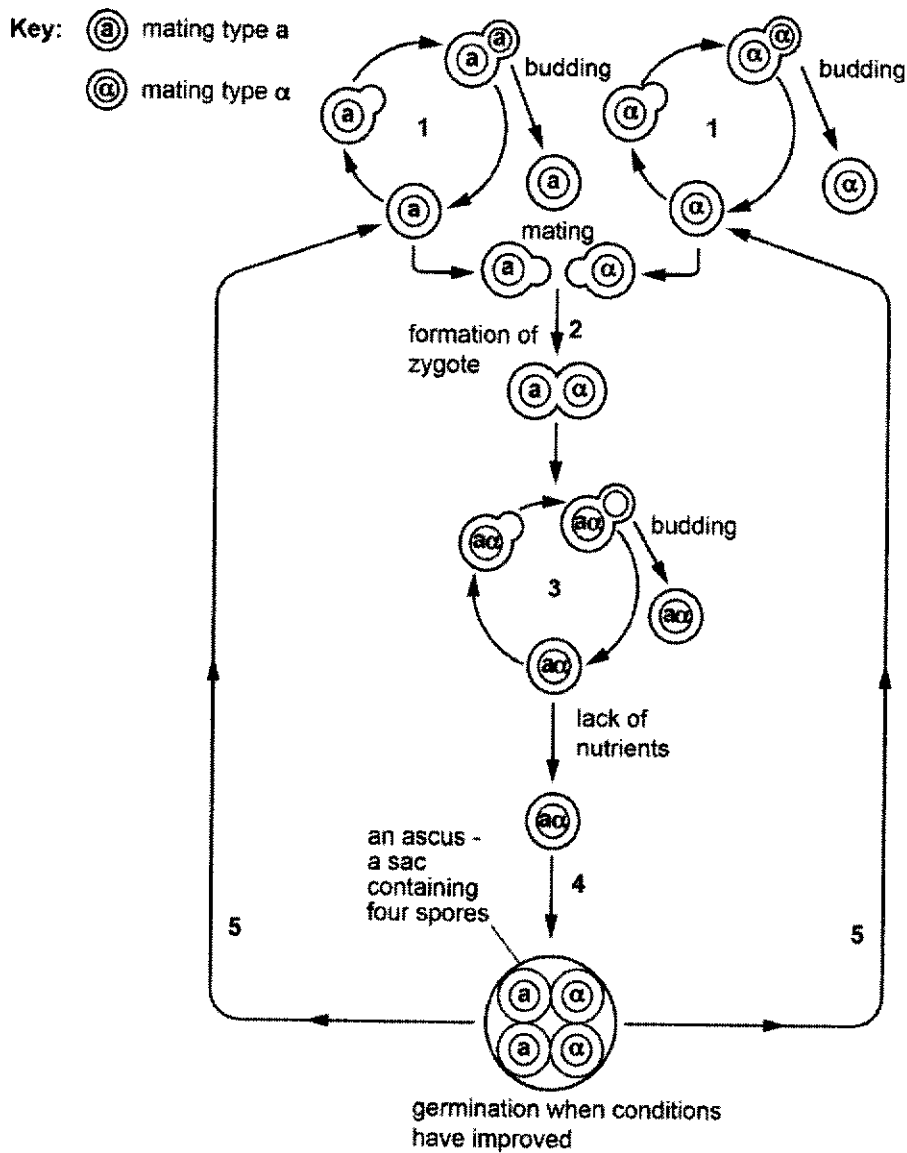 Key:
a mating type a
α mating type α
a
a
a
budding
a
1
a
a
α
α
α
budding
α
1
α
α
mating
a
α
2
formation of
zygote
a α
aα
aα
budding
3
aα
aα
lack of
nutrients
aα
an ascus -
a sac
containing
four spores
4
5
5
a α
a α
germination when conditions
have improved